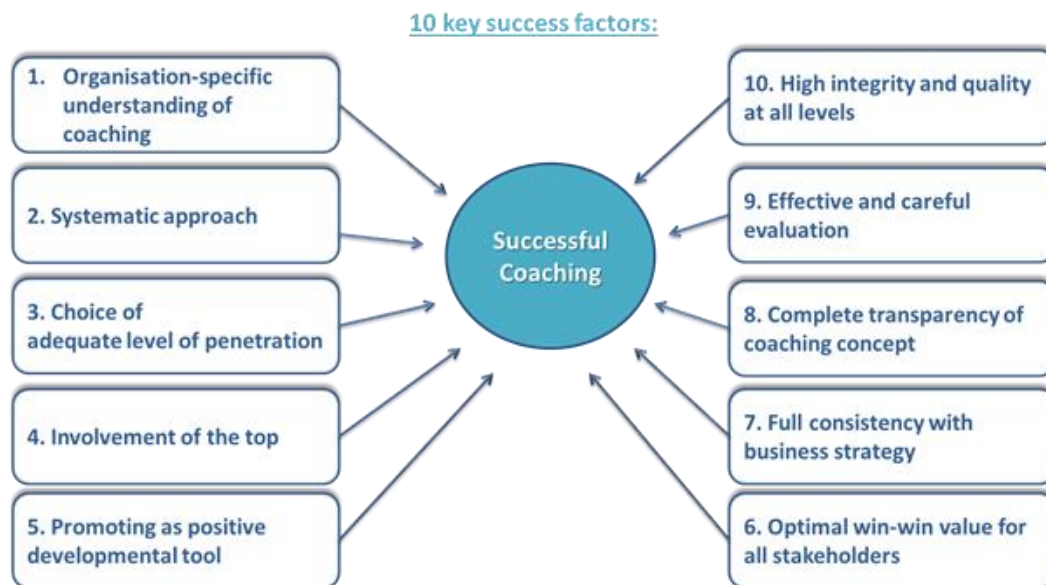 10 key success factors:
1. Organisation-specific
understanding of
coaching
2. Systematic approach
3. Choice of
adequate level of penetration
4. Involvement of the top
5. Promoting as positive
developmental tool
Successful
Coaching
10. High integrity and quality
at all levels
9. Effective and careful
evaluation
8. Complete transparency of
coaching concept
7. Full consistency with
business strategy
6. Optimal win-win value for
all stakeholders